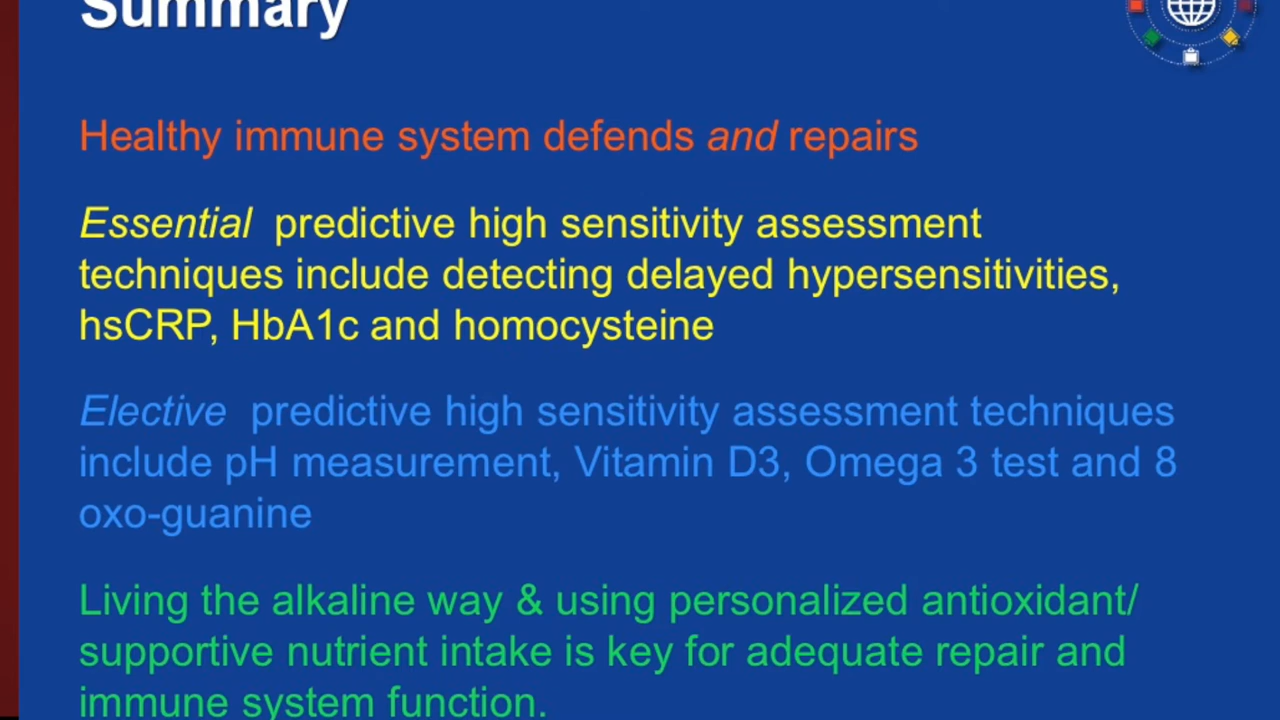 Summary
Healthy immune system defends and repairs
Essential predictive high sensitivity assessment
techniques include detecting delayed hypersensitivities,
hsCRP, HbA1c and homocysteine
Elective predictive high sensitivity assessment techniques
include pH measurement, Vitamin D3, Omega 3 test and 8
oxo-guanine
Living the alkaline way & using personalized antioxidant/
supportive nutrient intake is key for adequate repair and
immune system function.